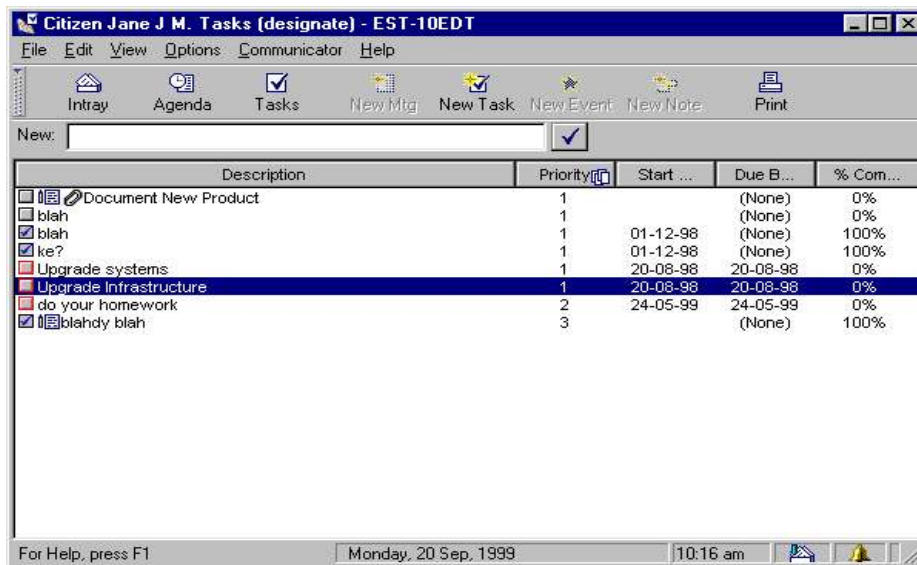 Citizen Jane J M. Tasks (designate) - EST-10EDT
File Edit View Options Communicator Help
Intray Agenda Tasks New Mtg New Task New Event New Note Print
New:
Description Priority Start ... Due B... % Com...
Document New Product 1 (None) 0%
blah 1 (None) 0%
blah 1 01-12-98 (None) 100%
ke? 1 01-12-98 (None) 100%
Upgrade systems 1 20-08-98 20-08-98 0%
Upgrade Infrastructure 1 20-08-98 20-08-98 0%
do your homework 2 24-05-99 24-05-99 0%
blahdy blah 3 (None) 100%
For Help, press F1 Monday, 20 Sep, 1999 10:16 am